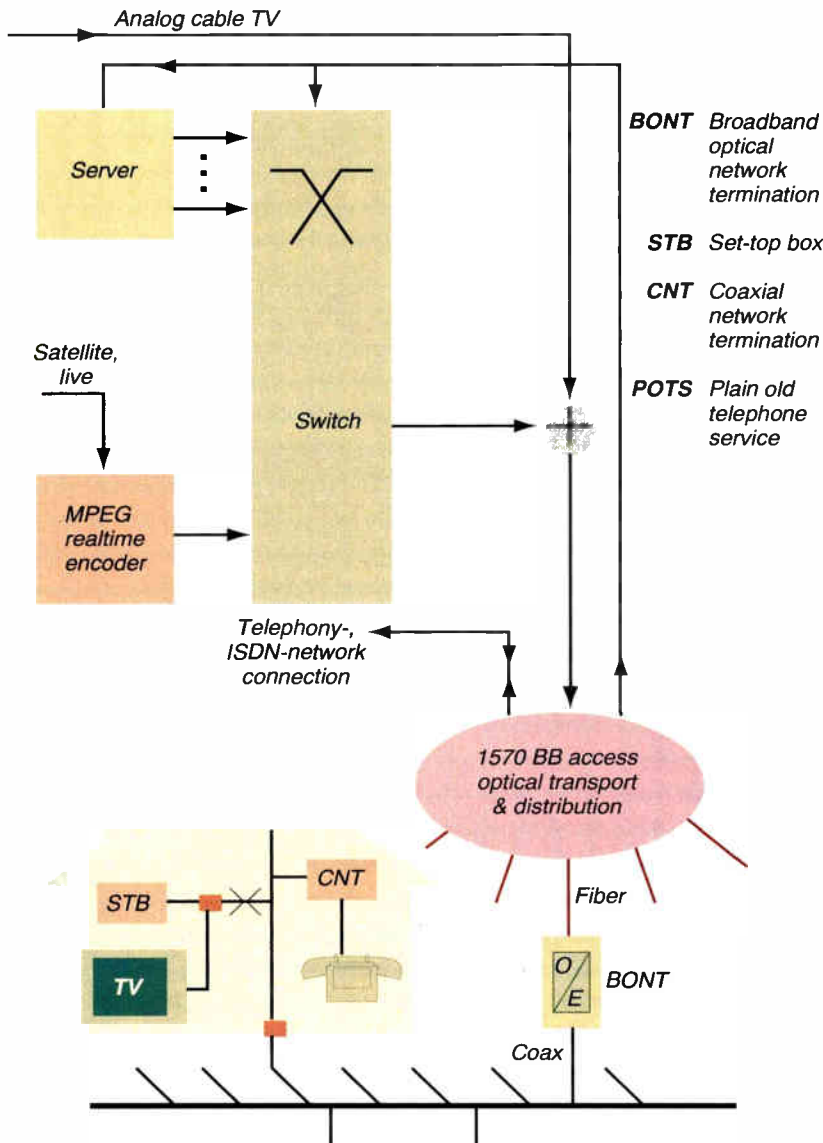 Analog cable TV
Server
BONT Broadband
optical
network
termination
STB Set-top box
CNT Coaxial
network
termination
POTS Plain old
telephone
service
Satellite,
live
Switch
MPEG
realtime
encoder
Telephony-,
ISDN-network
connection
1570 BB access
optical transport
& distribution
STB
CNT
TV
Fiber
O/E
BONT
Coax